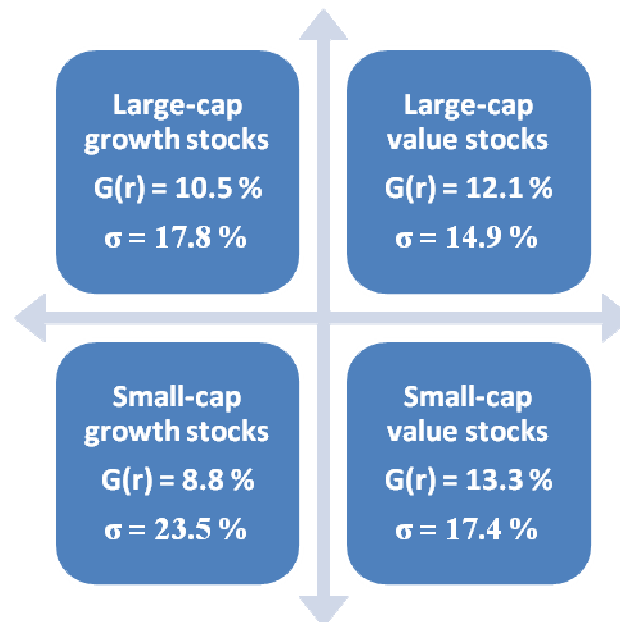 Large-cap
growth stocks
G(r) = 10.5 %
σ = 17.8 %
Large-cap
value stocks
G(r) = 12.1 %
σ = 14.9 %
Small-cap
growth stocks
G(r) = 8.8 %
σ = 23.5 %
Small-cap
value stocks
G(r) = 13.3 %
σ = 17.4 %